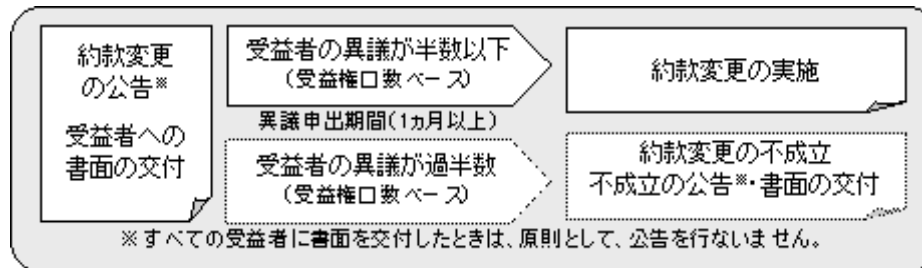 約款変更
の公告※
受益者への
書面の交付
受益者の異議が半数以下
(受益権口数ベース)
異議申出期間(1ヵ月以上)
受益者の異議が過半数
(受益権口数ベース)
約款変更の実施
約款変更の不成立
不成立の公告※・書面の交付
※すべての受益者に書面を交付したときは、原則として、公告を行ないません。